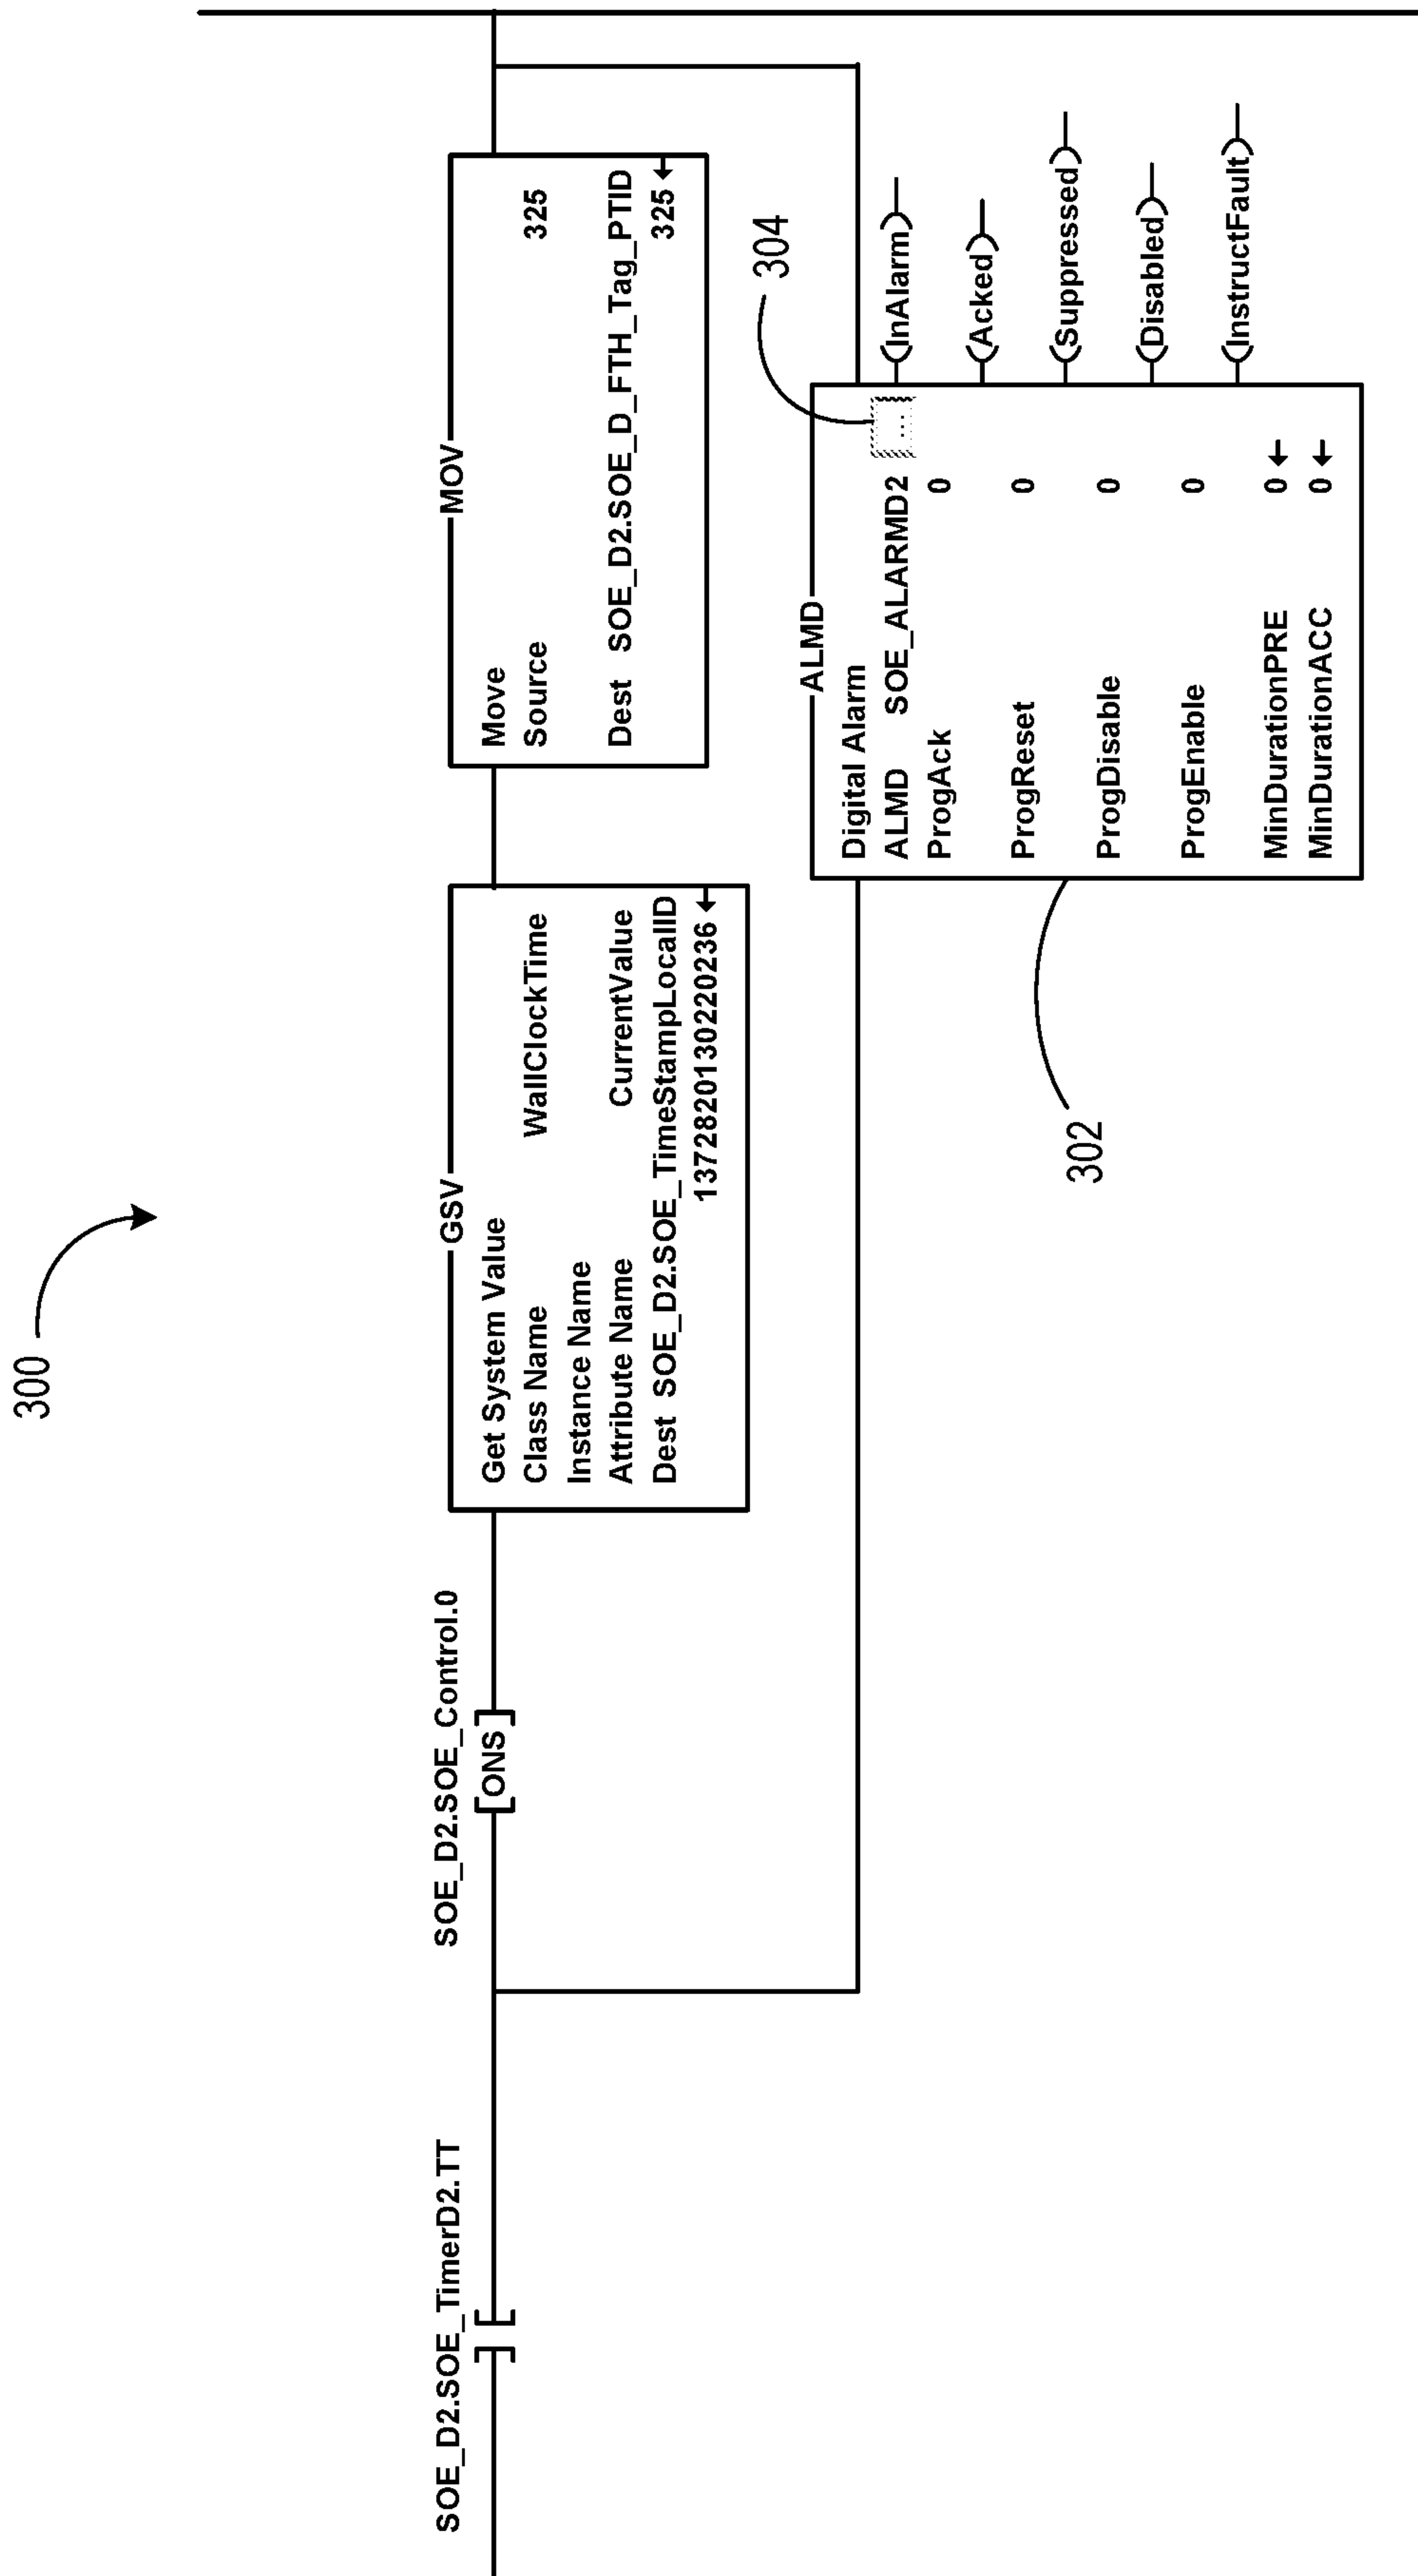 300
SOE_D2.SOE_TimerD2.TT
SOE_D2.SOE_Control.0
[ONS]
GSV
Get System Value
Class Name WallClockTime
Instance Name
Attribute Name CurrentValue
Dest SOE_D2.SOE_TimeStampLocalID
1372820130220236
MOV
Move
Source 325
Dest SOE_D2.SOE_D_FTH_Tag_PTID
325
304
ALMD
Digital Alarm
ALMD SOE_ALARMD2 ...
ProgAck 0
ProgReset 0
ProgDisable 0
ProgEnable 0
MinDurationPRE 0
MinDurationACC 0
(InAlarm)
(Acked)
(Suppressed)
(Disabled)
(InstructFault)
302